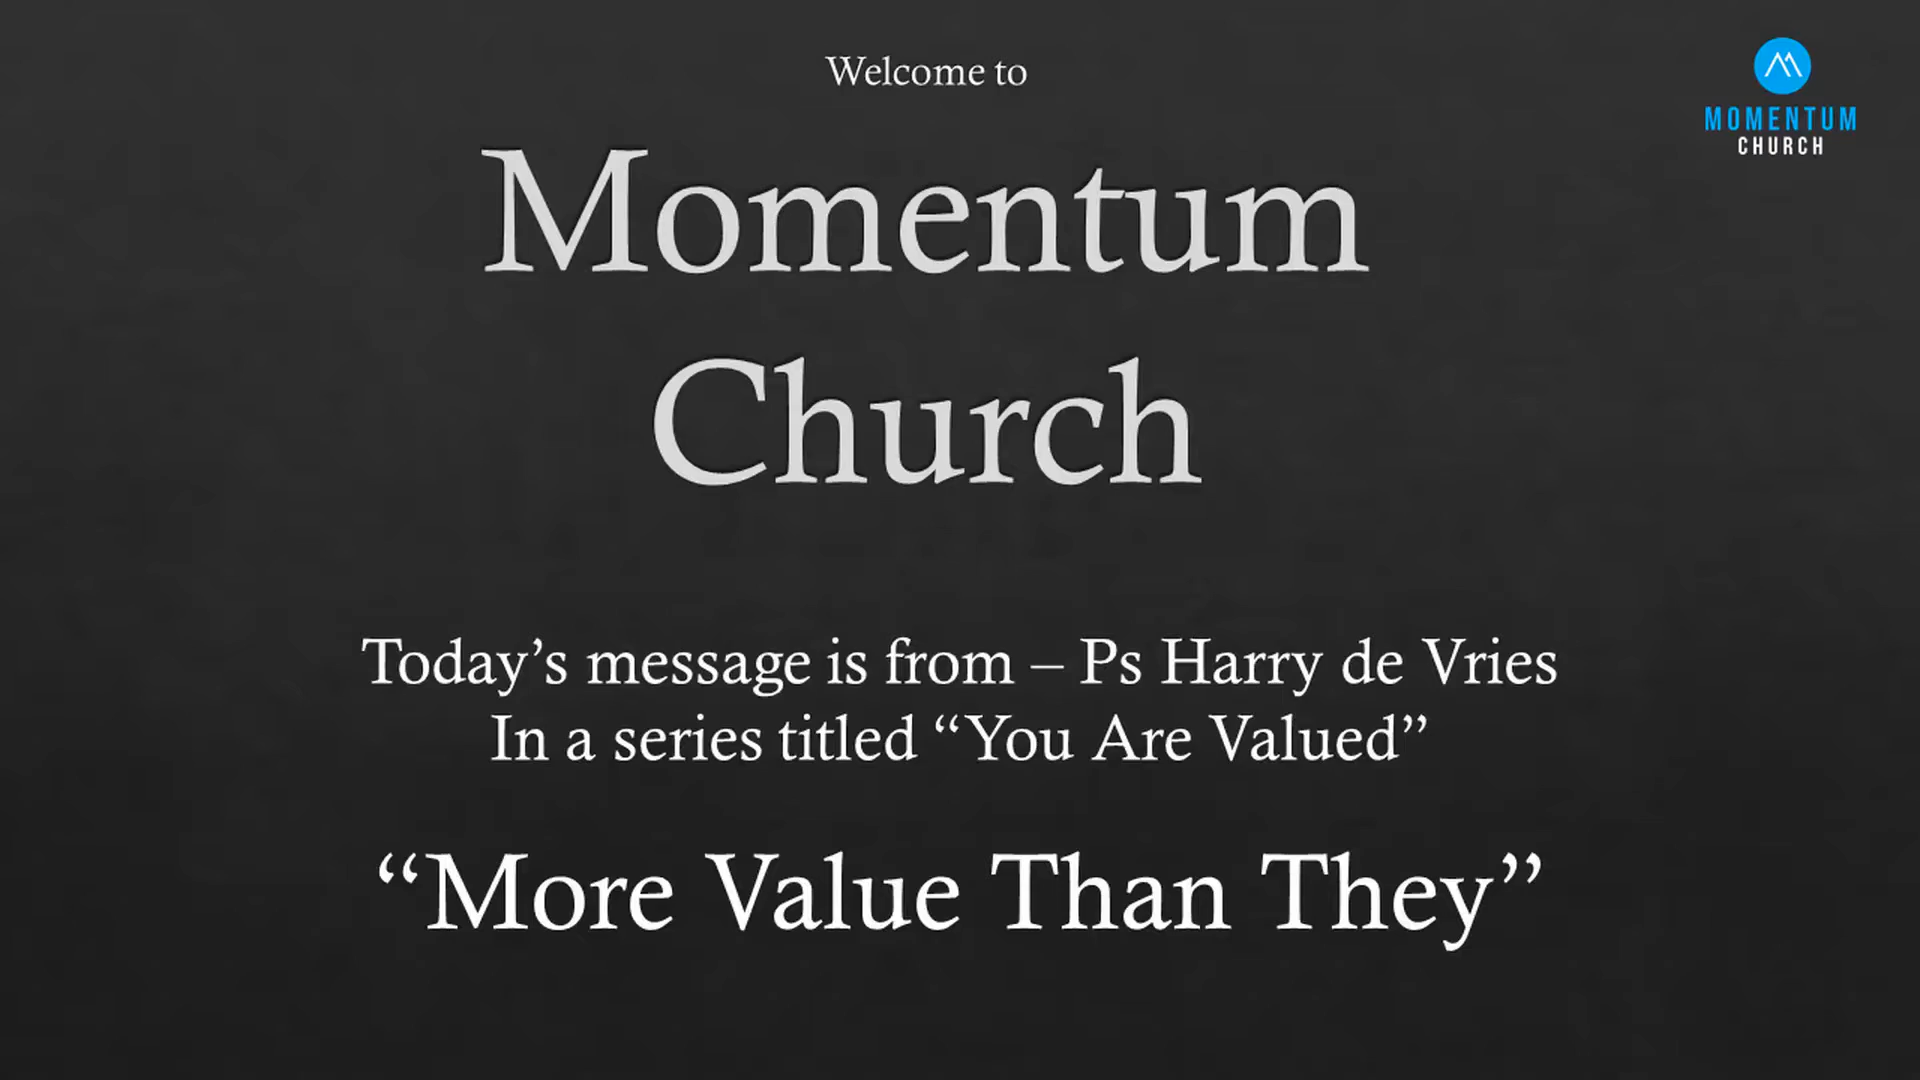 Welcome to
MOMENTUM
CHURCH
Momentum
Church
Today’s message is from – Ps Harry de Vries
In a series titled “You Are Valued”
“More Value Than They”